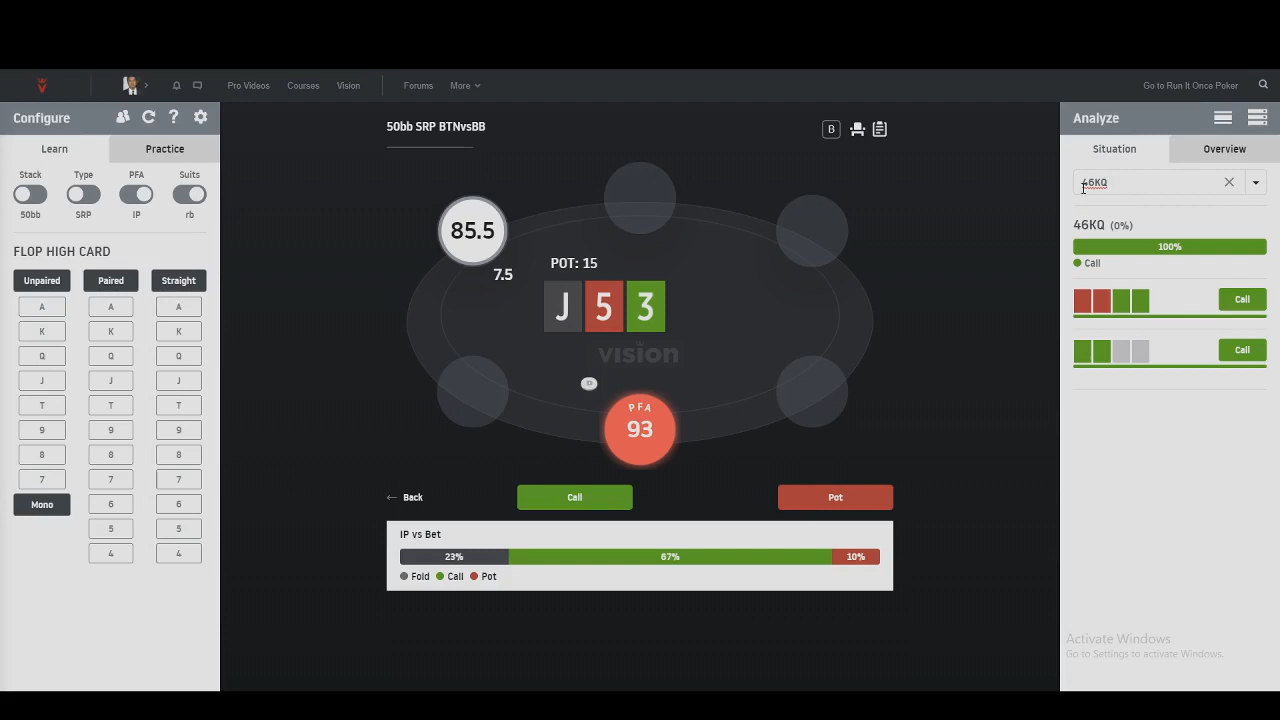 Pro Videos Courses Vision Forums More Go to Run It Once Poker
Configure ?
Learn Practice
Stack Type PFA Suits
50bb SRP IP rb
FLOP HIGH CARD
Unpaired Paired Straight
A A A
K K K
Q Q Q
J J J
T T T
9 9 9
8 8 8
7 7 7
Mono 6 6
5 5
4 4
50bb SRP BTNvsBB B
85.5
7.5
POT: 15
J 5 3
vision
D
PFA
93
← Back Call Pot
IP vs Bet
23% 67% 10%
Fold Call Pot
Analyze
Situation Overview
46KQ
46KQ (0%)
100%
Call
Call
Call
Activate Windows
Go to Settings to activate Windows.